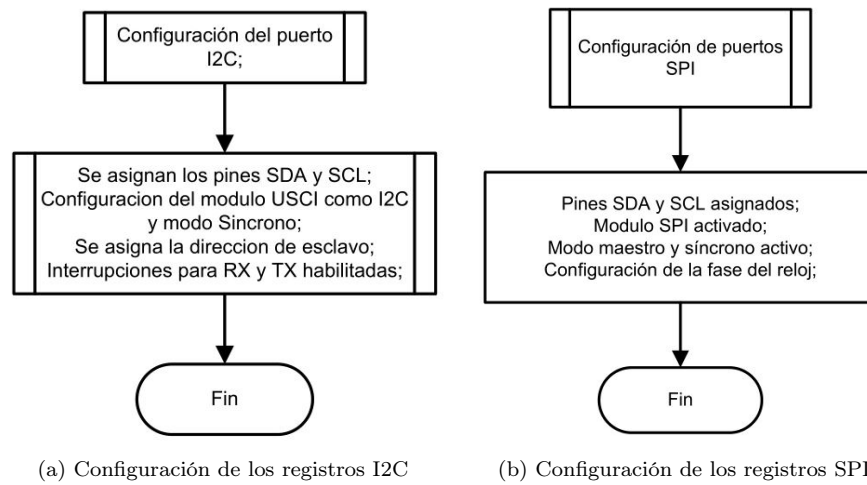 Configuración del puerto
I2C;
Se asignan los pines SDA y SCL;
Configuracion del modulo USCI como I2C
y modo Sincrono;
Se asigna la direccion de esclavo;
Interrupciones para RX y TX habilitadas;
Fin
(a) Configuración de los registros I2C
Configuración de puertos
SPI
Pines SDA y SCL asignados;
Modulo SPI activado;
Modo maestro y síncrono activo;
Configuración de la fase del reloj;
Fin
(b) Configuración de los registros SPI